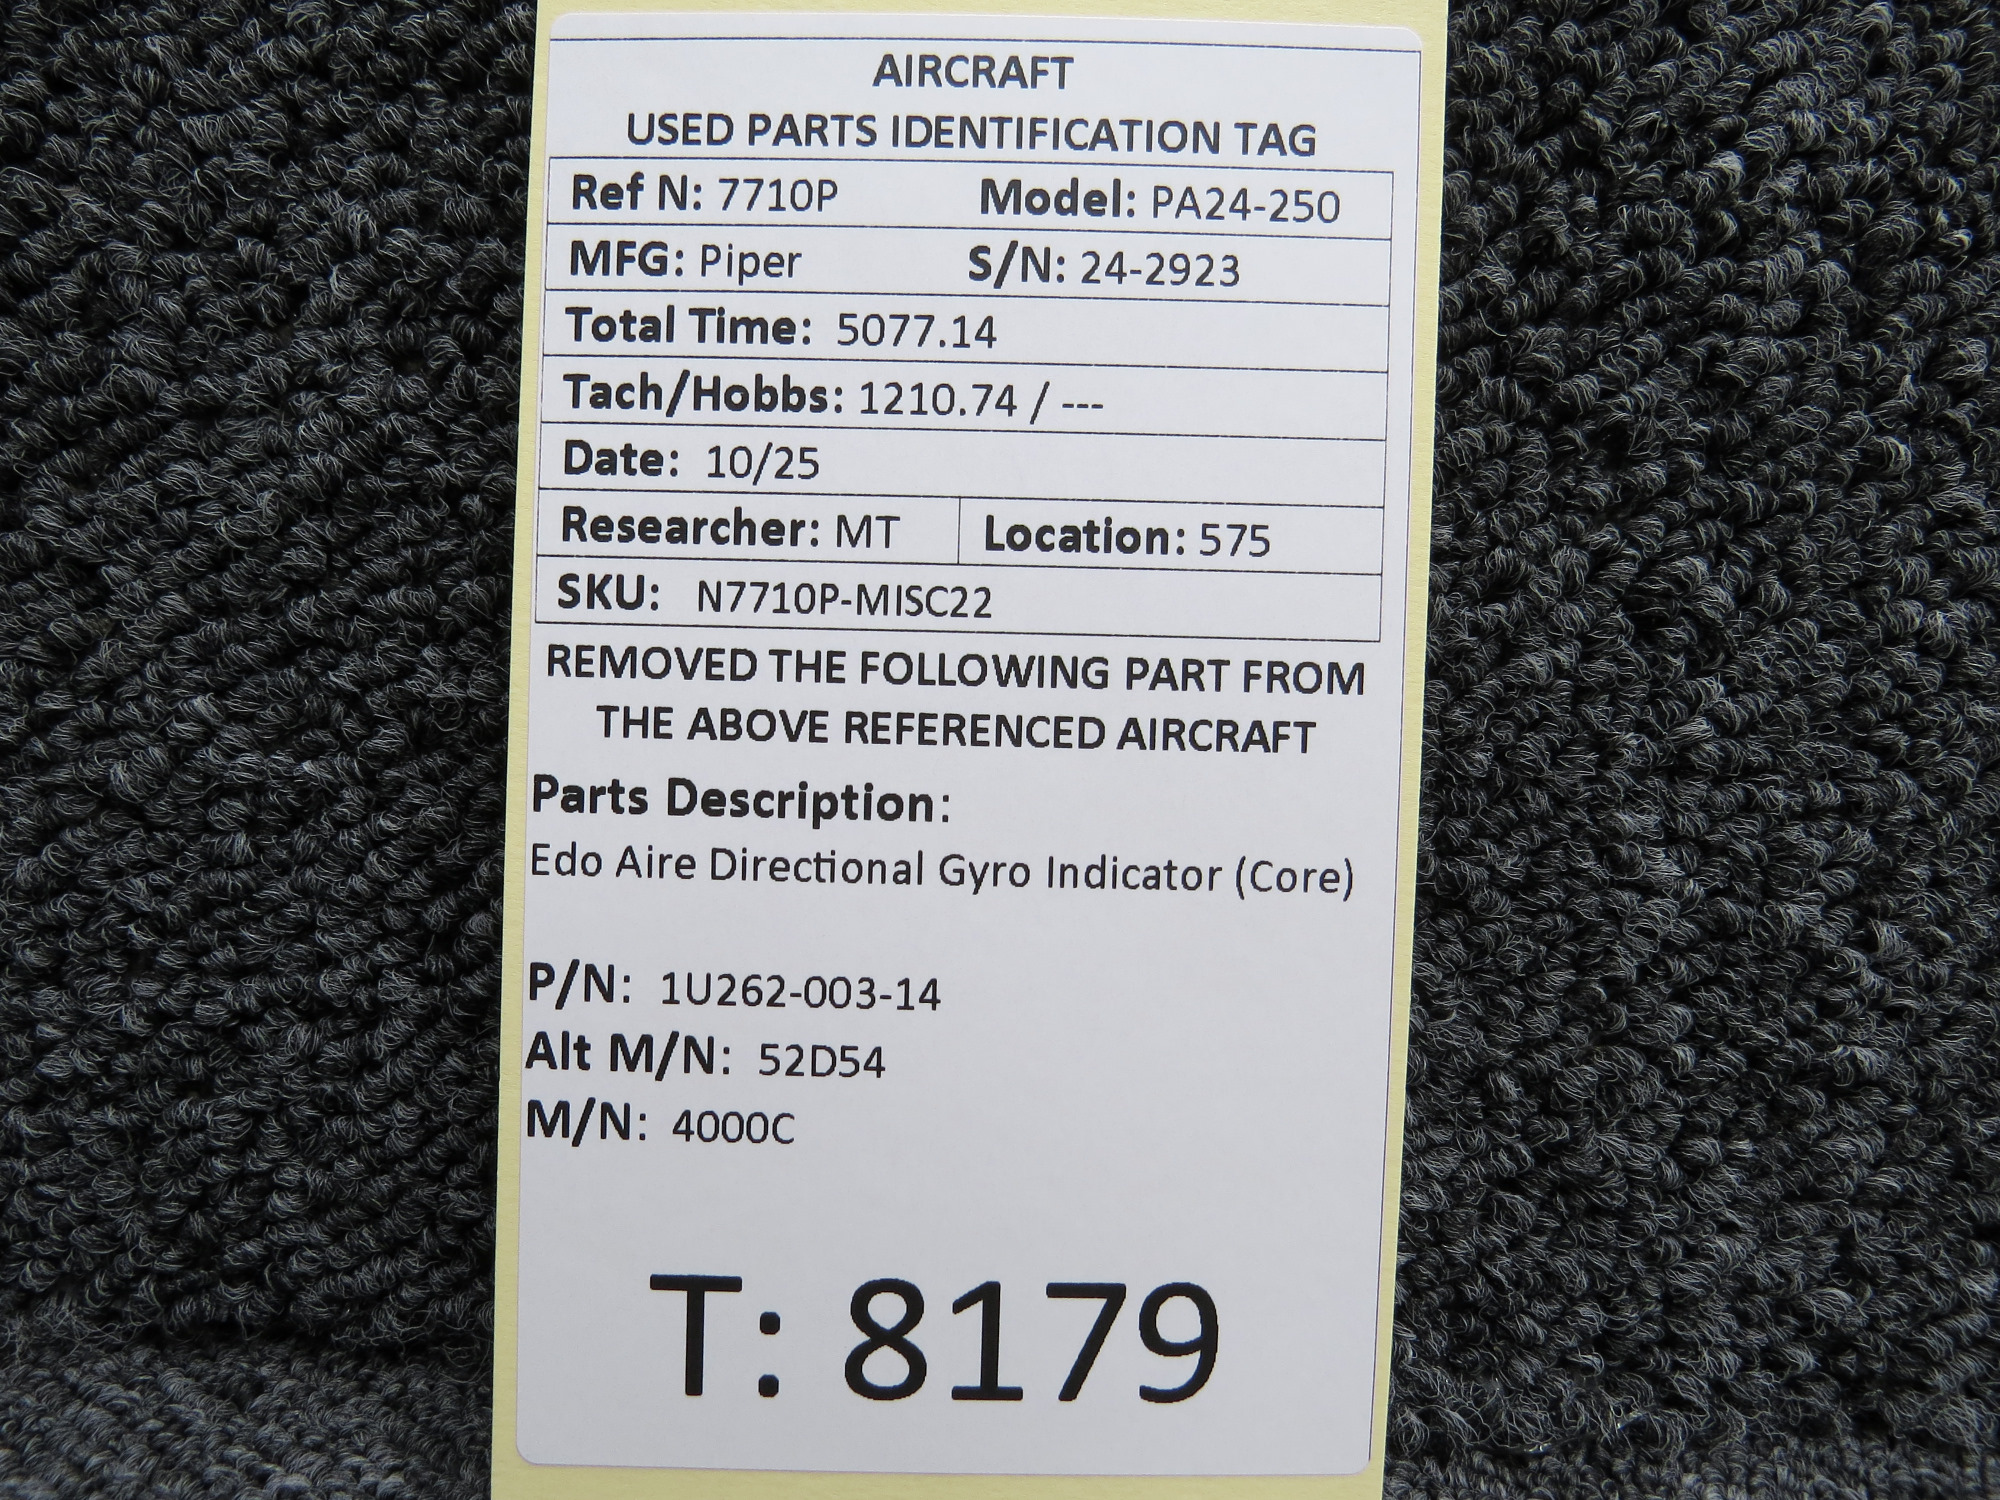 AIRCRAFT
USED PARTS IDENTIFICATION TAG
Ref N: 7710P Model: PA24-250
MFG: Piper S/N: 24-2923
Total Time: 5077.14
Tach/Hobbs: 1210.74 / ---
Date: 10/25
Researcher: MT Location: 575
SKU: N7710P-MISC22
REMOVED THE FOLLOWING PART FROM
THE ABOVE REFERENCED AIRCRAFT
Parts Description:
Edo Aire Directional Gyro Indicator (Core)
P/N: 1U262-003-14
Alt M/N: 52D54
M/N: 4000C
T: 8179